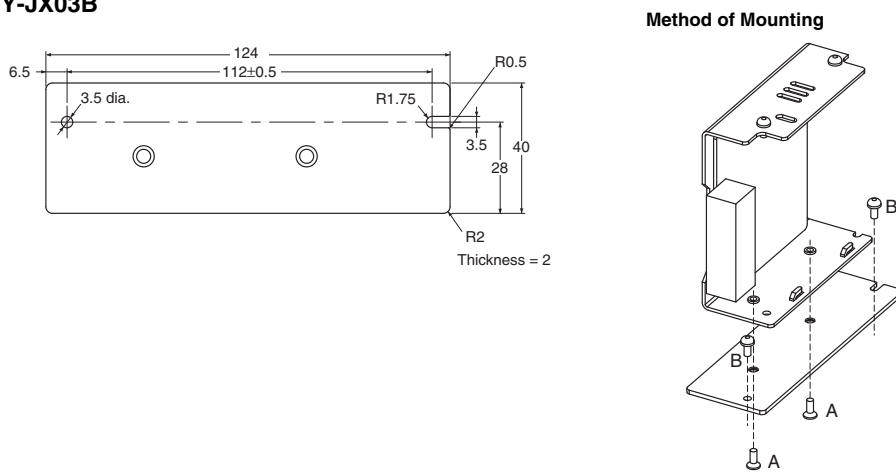 Y-JX03B
Method of Mounting
124
6.5
112±0.5
R0.5
3.5 dia.
R1.75
3.5
40
28
R2
Thickness = 2
B
B
A
A